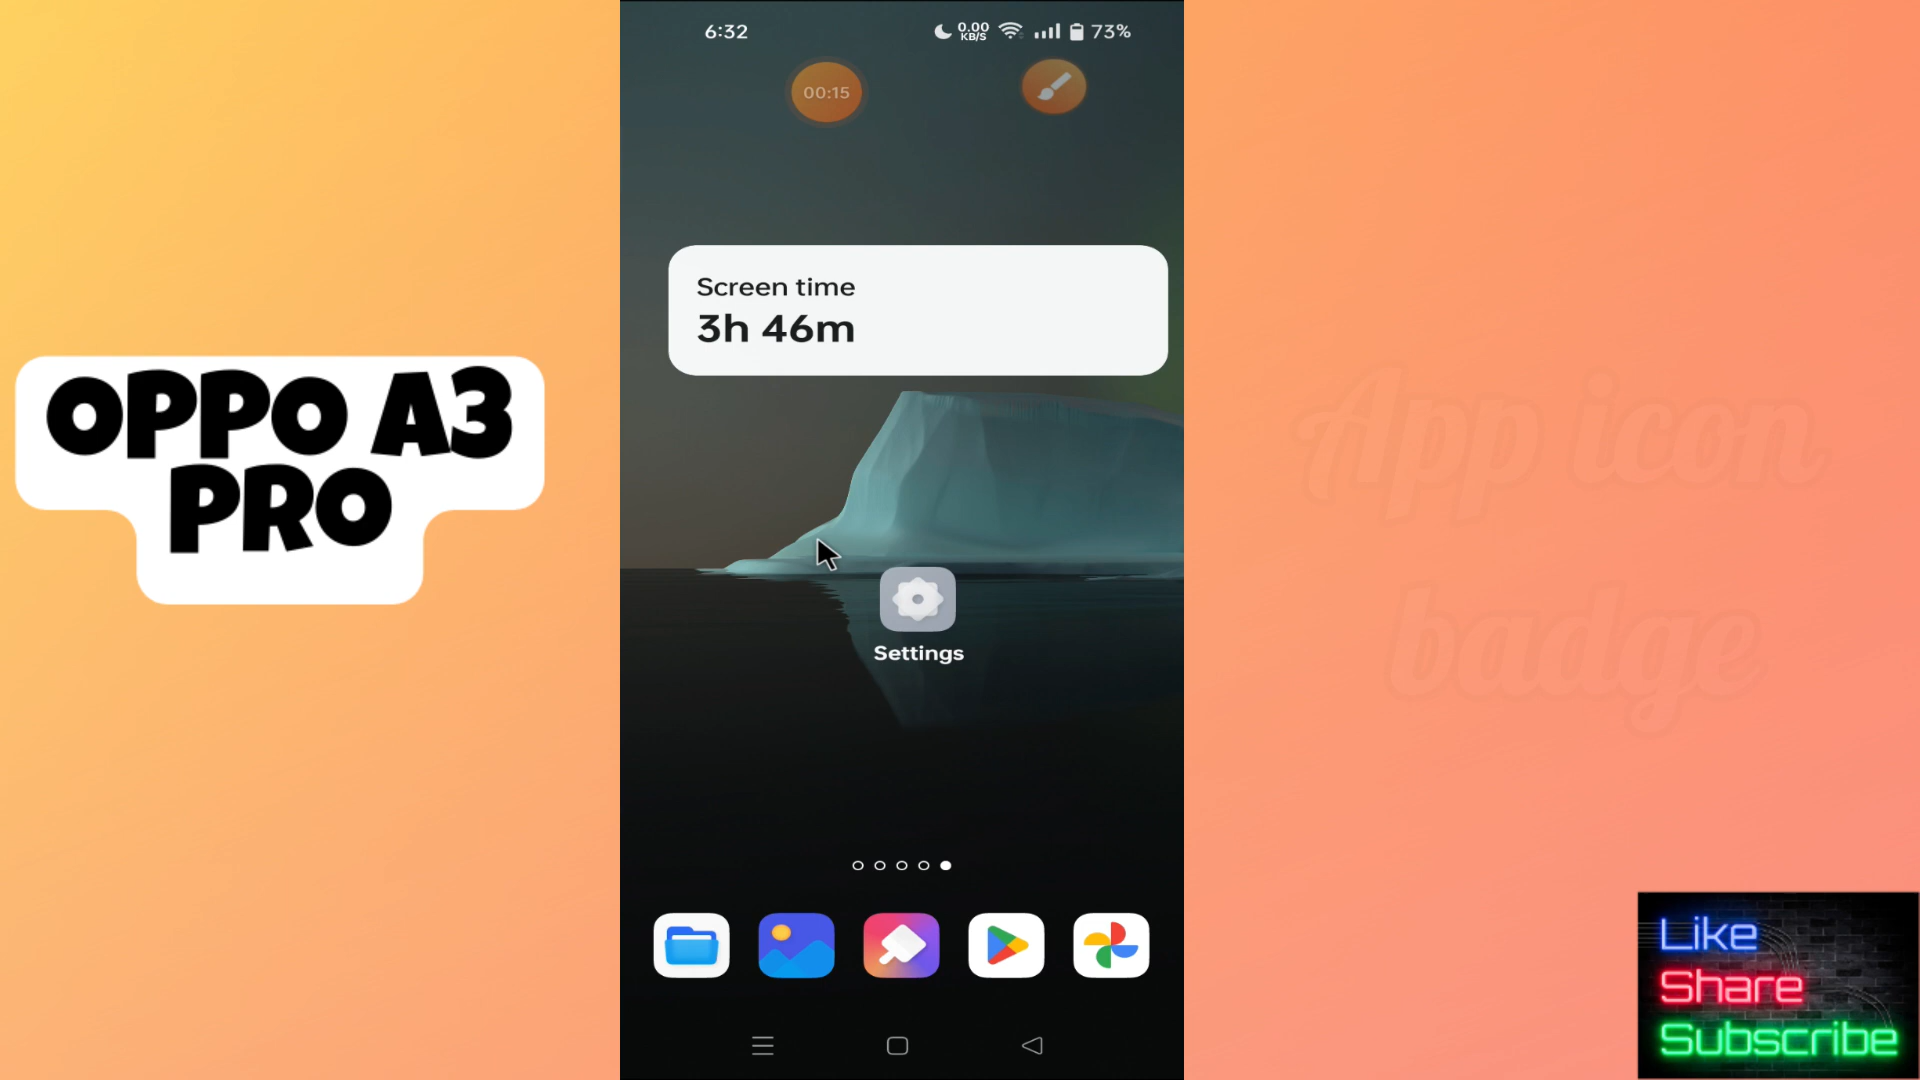 OPPO A3
PRO
6:32
0.00
KB/S
73%
00:15
Screen time
3h 46m
Settings
App icon
badge
Like
Share
Subscribe